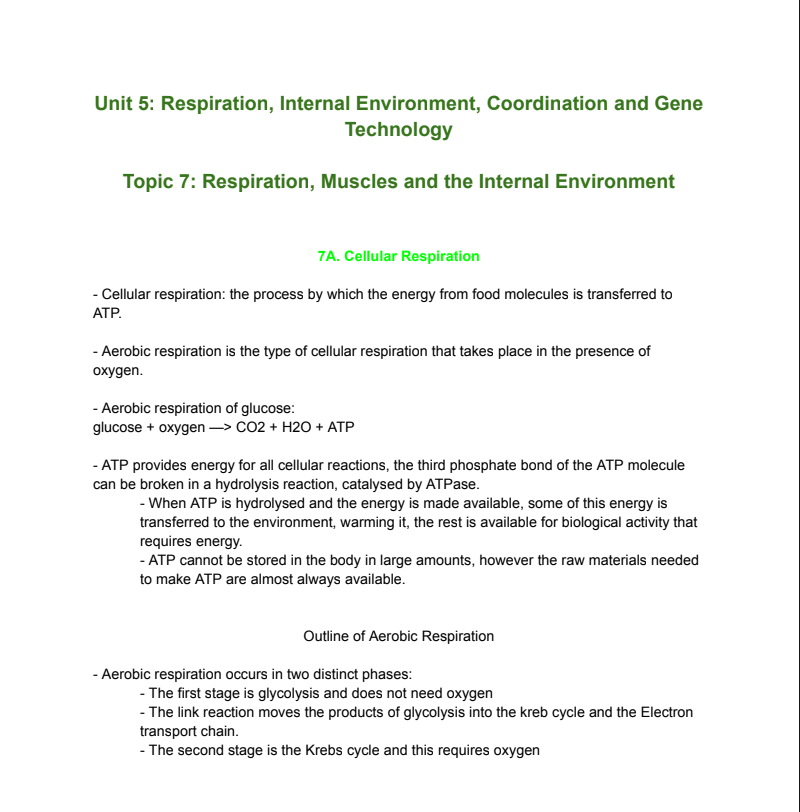 Unit 5: Respiration, Internal Environment, Coordination and Gene
Technology
Topic 7: Respiration, Muscles and the Internal Environment
7A. Cellular Respiration
- Cellular respiration: the process by which the energy from food molecules is transferred to
ATP.
- Aerobic respiration is the type of cellular respiration that takes place in the presence of
oxygen.
- Aerobic respiration of glucose:
glucose + oxygen —> CO2 + H2O + ATP
- ATP provides energy for all cellular reactions, the third phosphate bond of the ATP molecule
can be broken in a hydrolysis reaction, catalysed by ATPase.
- When ATP is hydrolysed and the energy is made available, some of this energy is
transferred to the environment, warming it, the rest is available for biological activity that
requires energy.
- ATP cannot be stored in the body in large amounts, however the raw materials needed
to make ATP are almost always available.
Outline of Aerobic Respiration
- Aerobic respiration occurs in two distinct phases:
- The first stage is glycolysis and does not need oxygen
- The link reaction moves the products of glycolysis into the kreb cycle and the Electron
transport chain.
- The second stage is the Krebs cycle and this requires oxygen